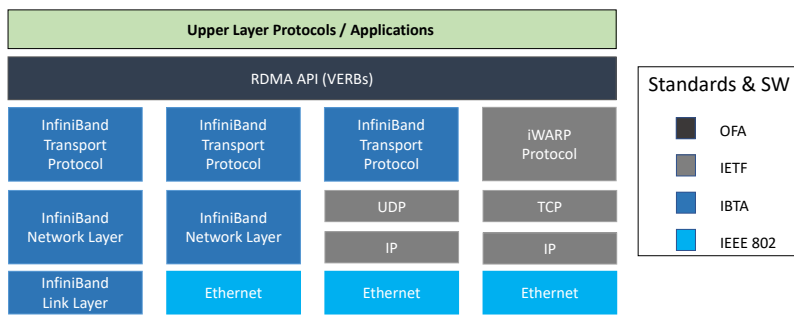 Upper Layer Protocols / Applications
RDMA API (VERBs)
InfiniBand
Transport
Protocol
InfiniBand
Transport
Protocol
InfiniBand
Transport
Protocol
iWARP
Protocol
InfiniBand
Network Layer
InfiniBand
Network Layer
UDP
TCP
IP
IP
InfiniBand
Link Layer
Ethernet
Ethernet
Ethernet
Standards & SW
OFA
IETF
IBTA
IEEE 802